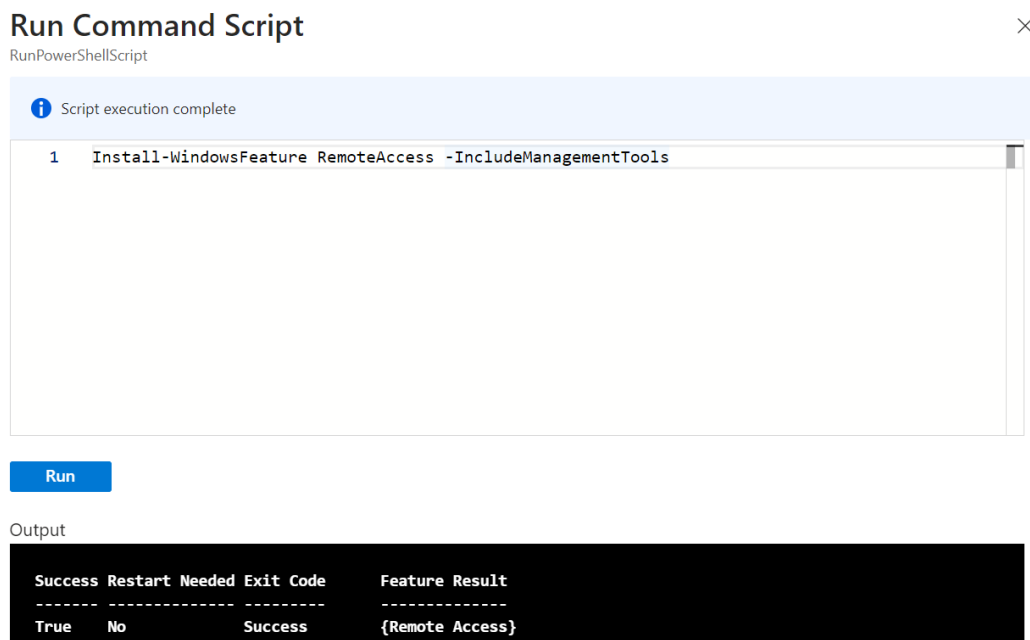 Run Command Script
RunPowerShellScript
Script execution complete
1 Install-WindowsFeature RemoteAccess -IncludeManagementTools
Run
Output
Success Restart Needed Exit Code Feature Result
------- -------------- --------- --------------
True No Success {Remote Access}